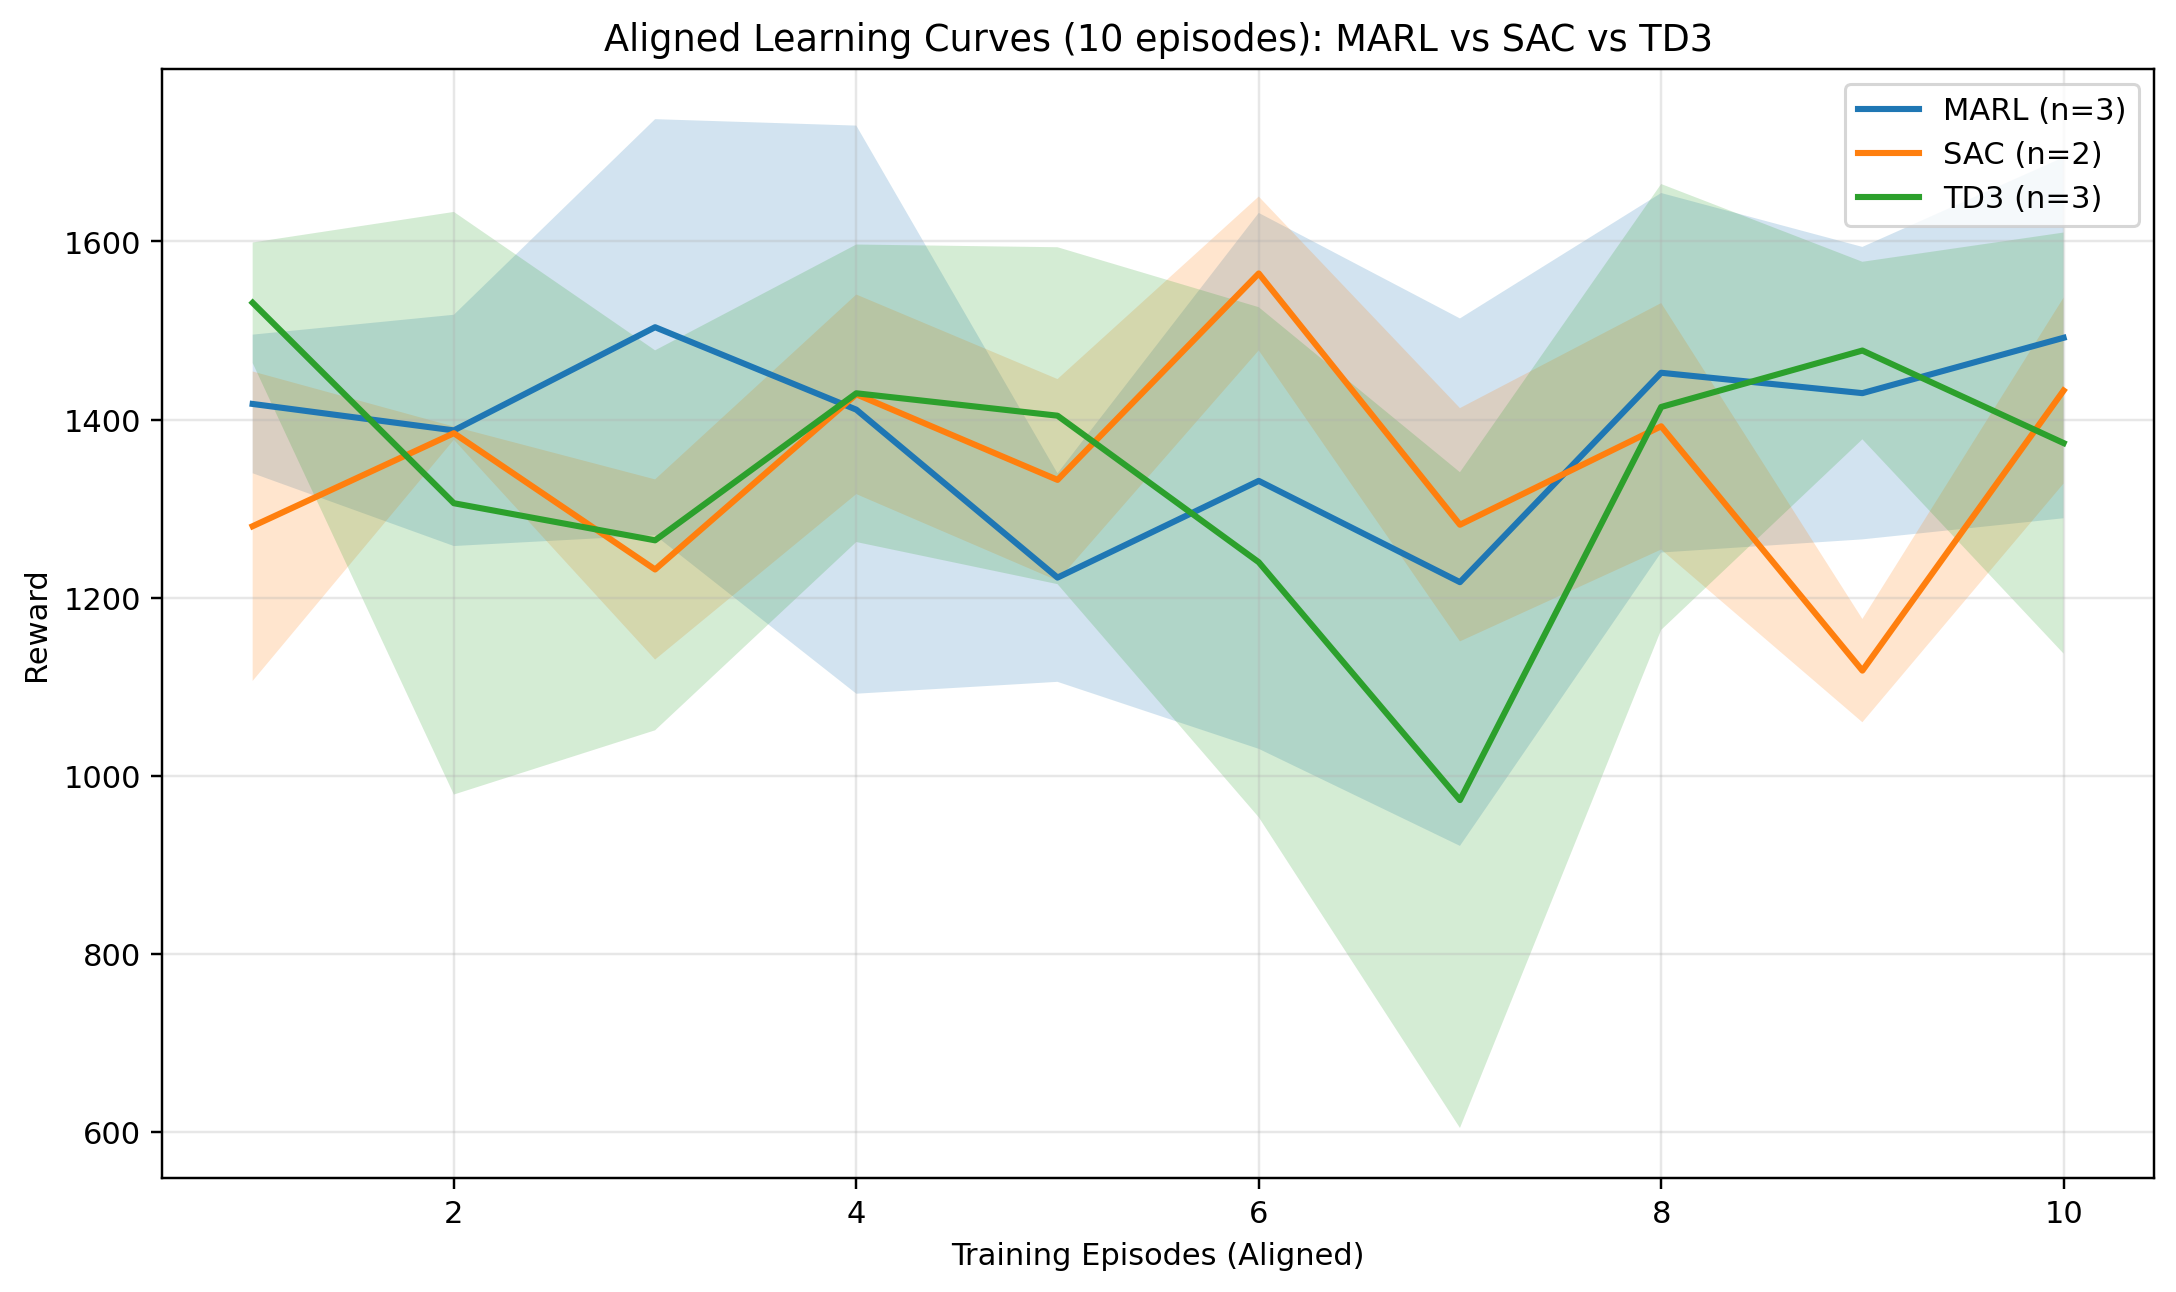 Aligned Learning Curves (10 episodes): MARL vs SAC vs TD3
MARL (n=3)
SAC (n=2)
TD3 (n=3)
Reward
1600
1400
1200
1000
800
600
2
4
6
8
10
Training Episodes (Aligned)